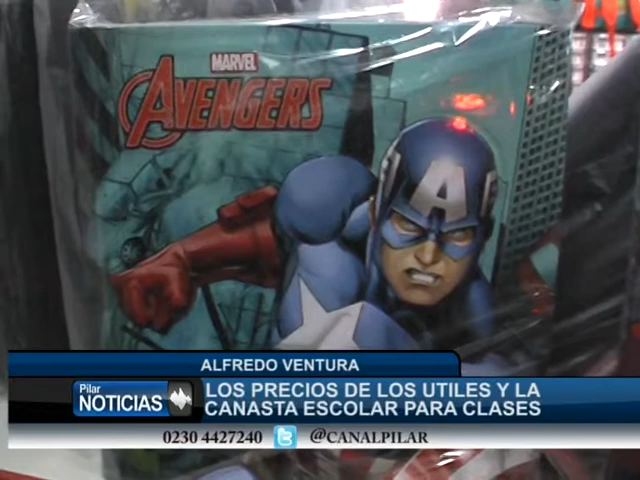 MARVEL
AVENGERS
A
ALFREDO VENTURA
Pilar
NOTICIAS
LOS PRECIOS DE LOS UTILES Y LA
CANASTA ESCOLAR PARA CLASES
0230 4427240 @CANALPILAR